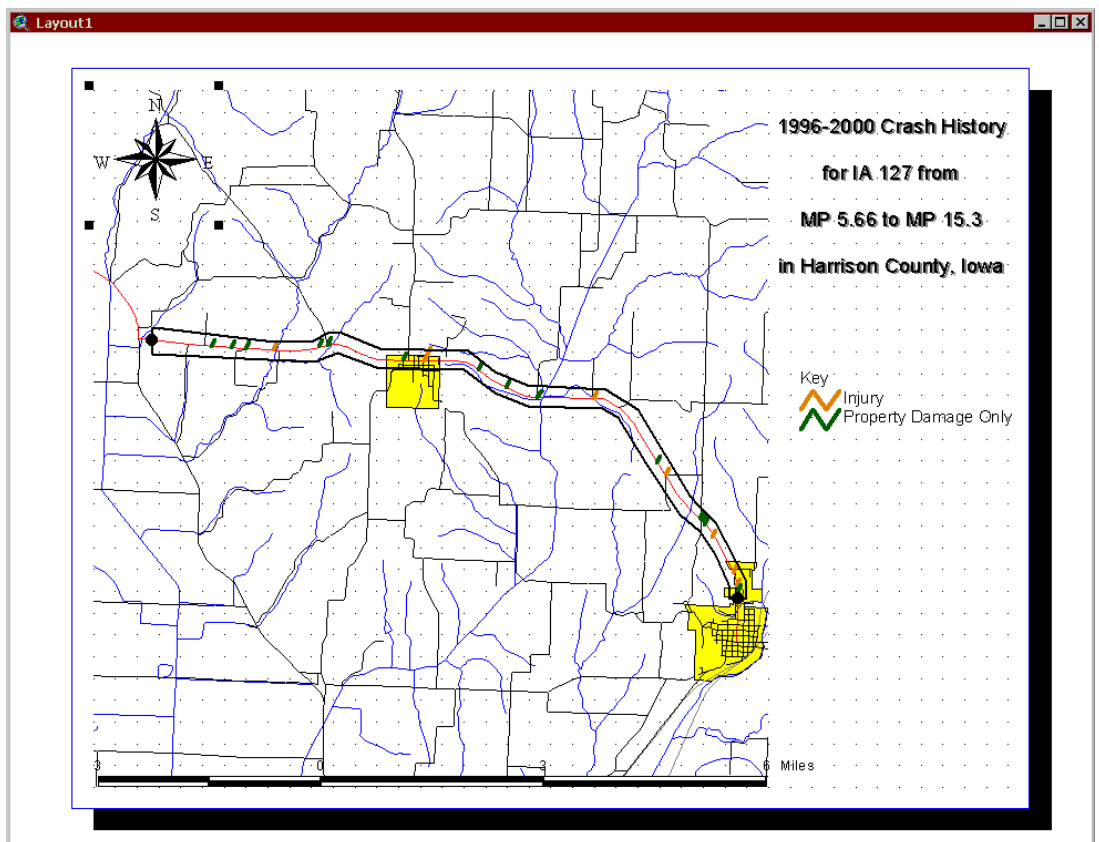 Layout1
N
W E
S
1996-2000 Crash History
for IA 127 from
MP 5.66 to MP 15.3
in Harrison County, Iowa
Key
Injury
Property Damage Only
3 0 3 6 Miles